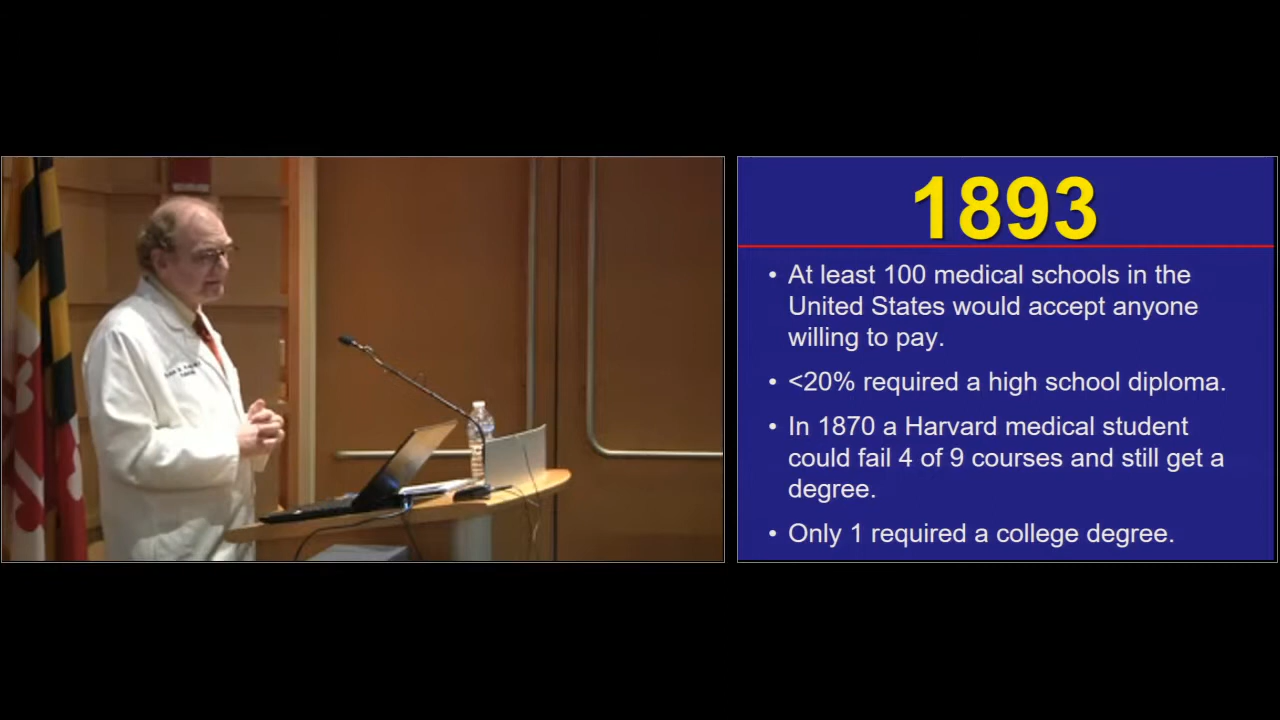 1893
• At least 100 medical schools in the
United States would accept anyone
willing to pay.
• <20% required a high school diploma.
• In 1870 a Harvard medical student
could fail 4 of 9 courses and still get a
degree.
• Only 1 required a college degree.